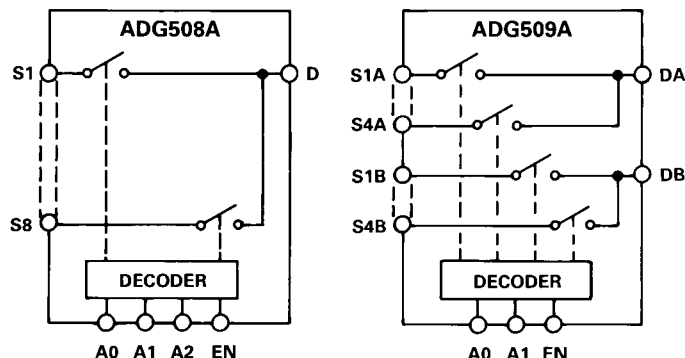 ADG508A
S1
D
S8
DECODER
A0 A1 A2 EN
ADG509A
S1A
DA
S4A
S1B
DB
S4B
DECODER
A0 A1 EN